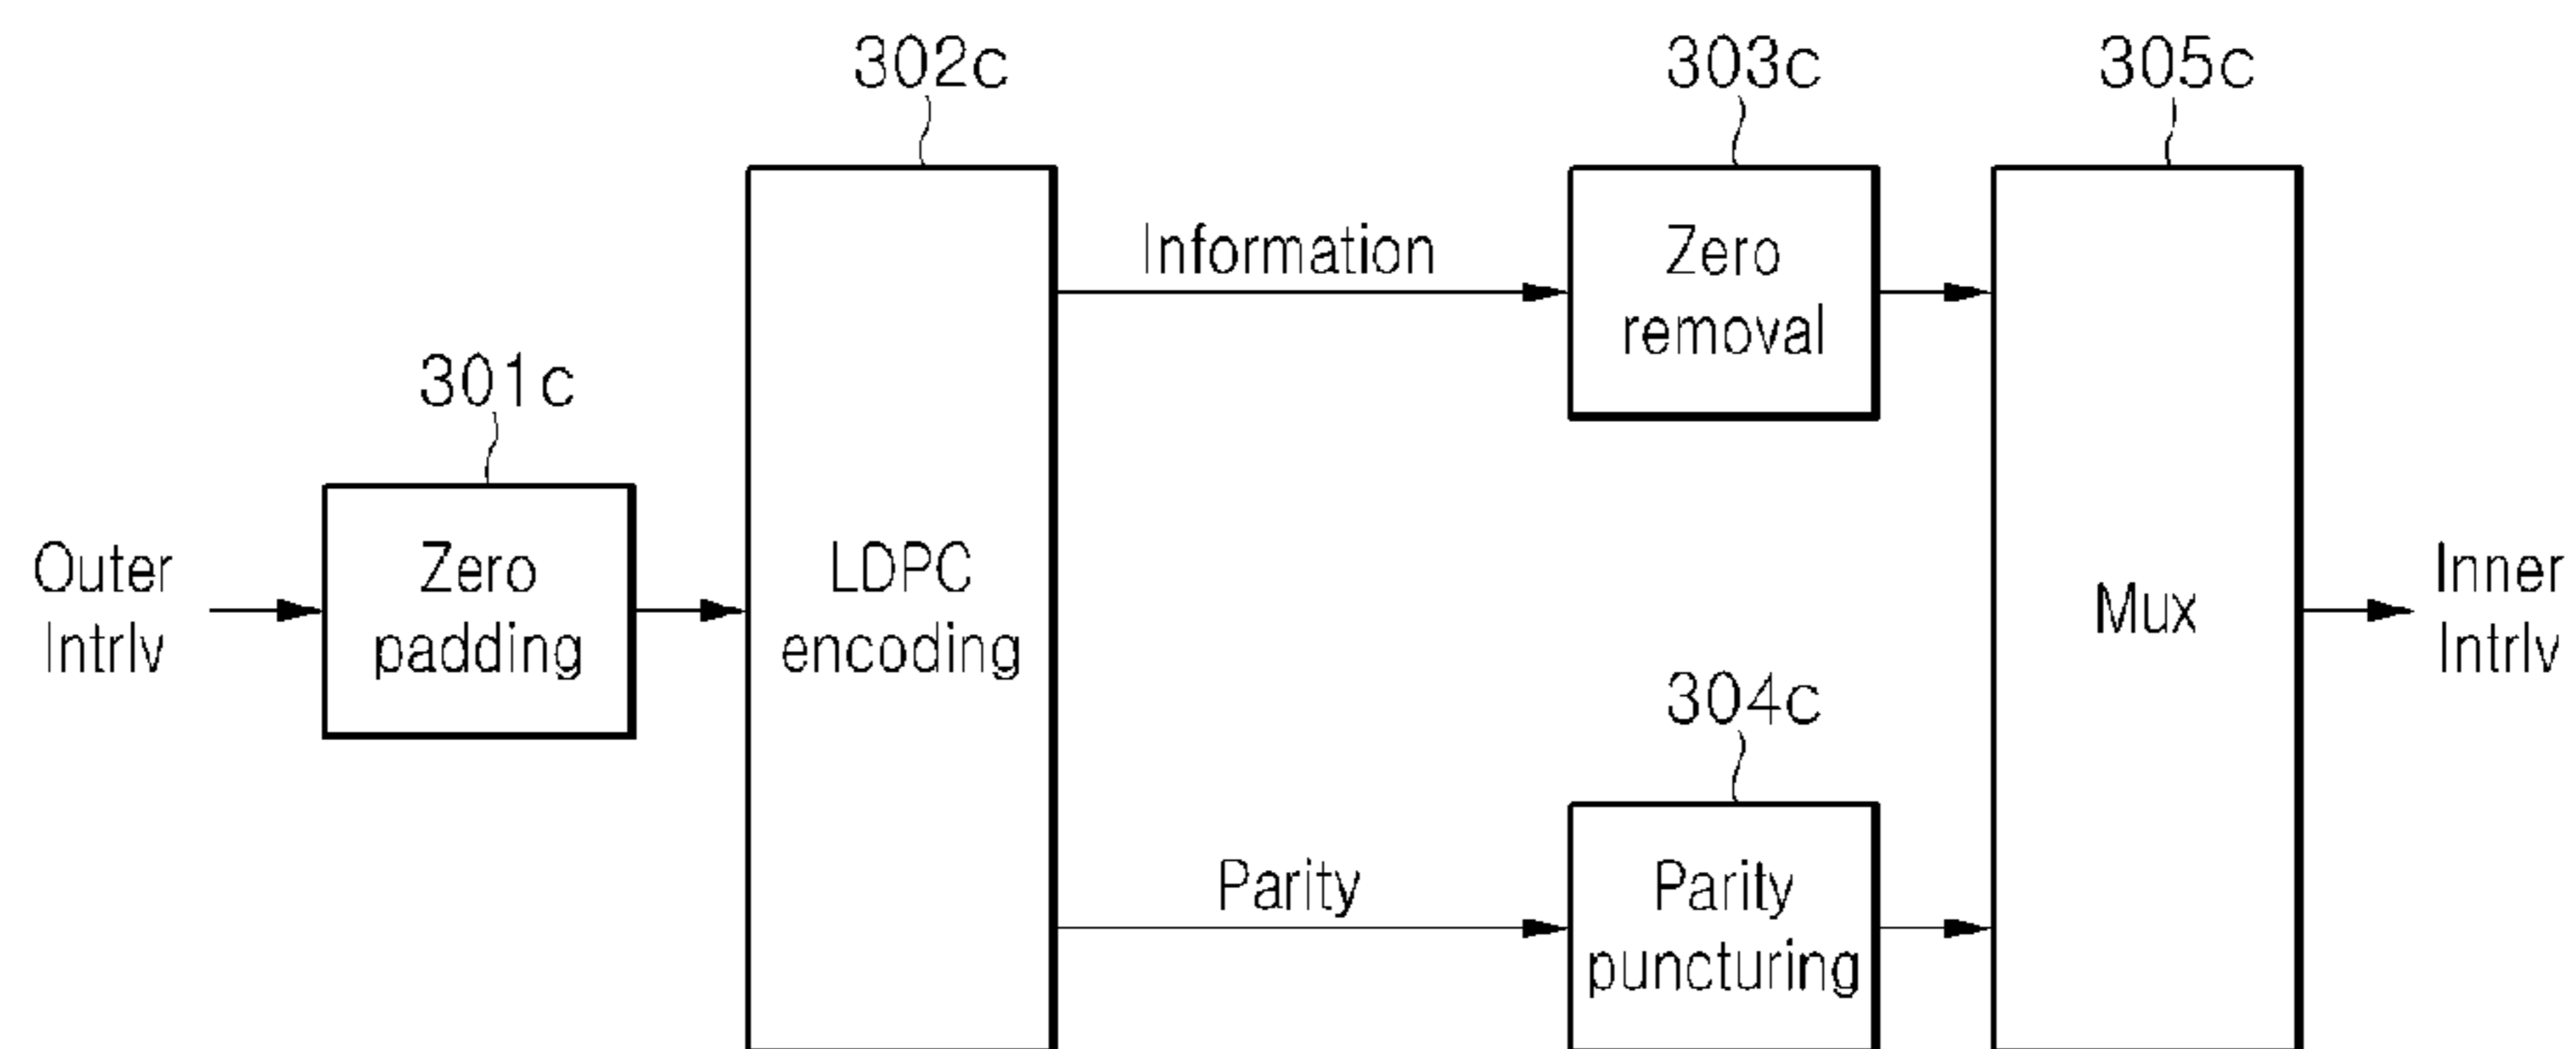 302c
303c
305c
Information
Zero
removal
301c
Outer
Intrlv
Zero
padding
LDPC
encoding
Mux
Inner
Intrlv
304c
Parity
Parity
puncturing